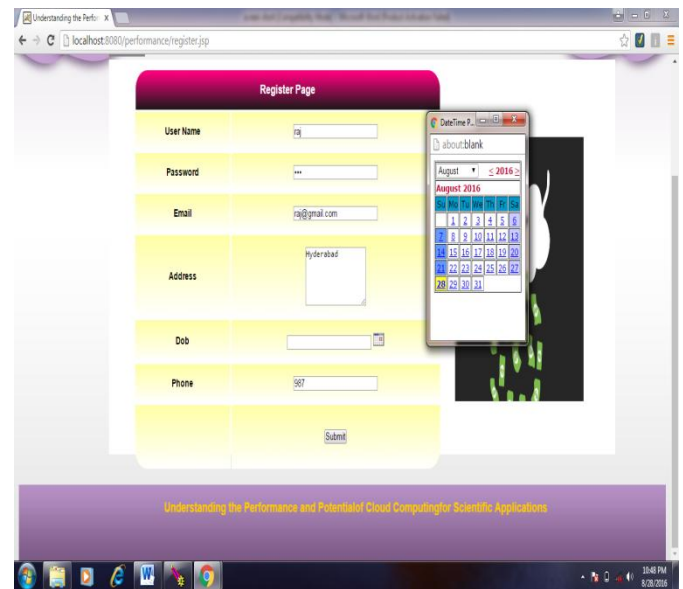 Understanding the Perfor x
localhost:8080/performance/register.jsp
Register Page
User Name raj
Password •••
Email raj@gmail.com
Address Hyderabad
Dob
Phone 987
Submit
DateTime P...
about:blank
August < 2016 >
August 2016
Su Mo Tu We Th Fr Sa
1 2 3 4 5 6
7 8 9 10 11 12 13
14 15 16 17 18 19 20
21 22 23 24 25 26 27
28 29 30 31
Understanding the Performance and Potentialof Cloud Computingfor Scientific Applications
10:48 PM
8/28/2016